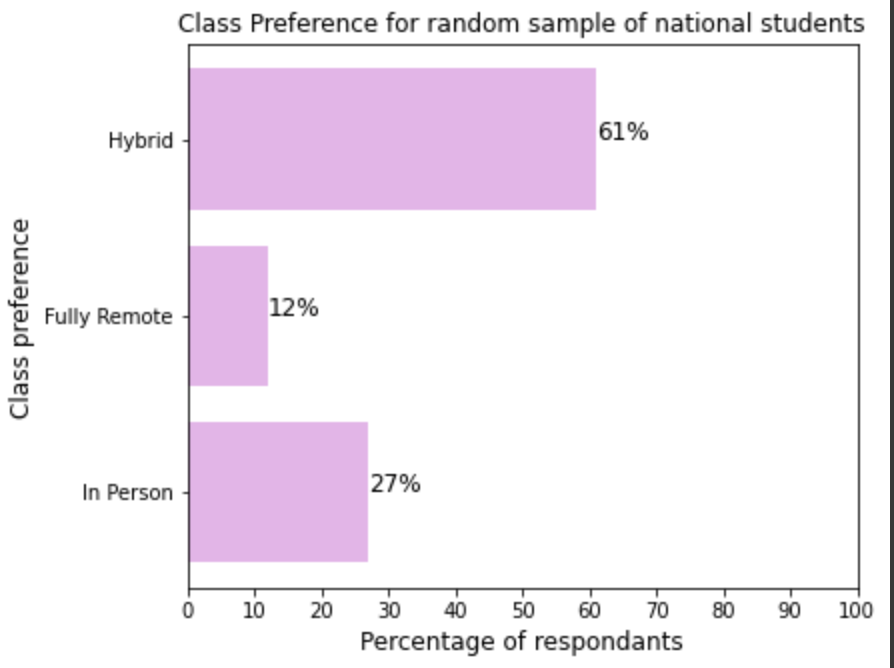 Class Preference for random sample of national students
Class preference
Hybrid
61%
Fully Remote
12%
In Person
27%
0 10 20 30 40 50 60 70 80 90 100
Percentage of respondants